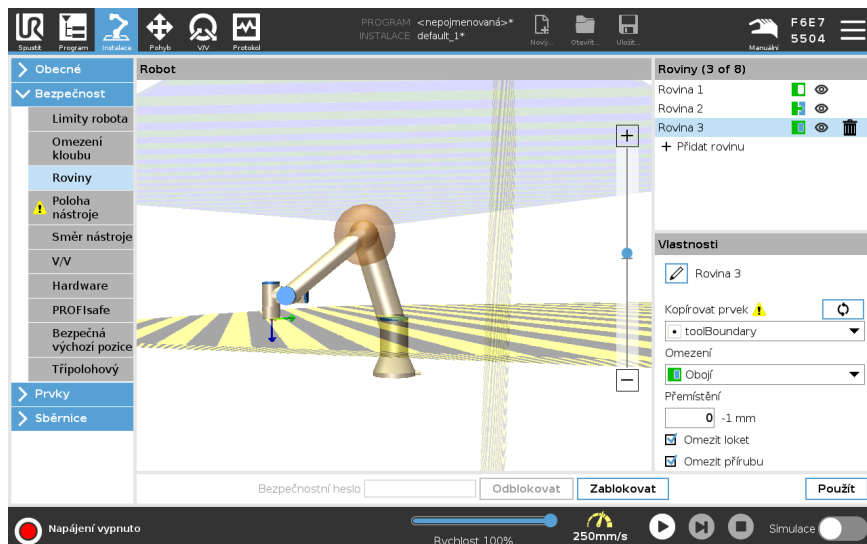 PROGRAM <nepojmenovaná>*
INSTALACE default_1*
Spustit
Program
Instalace
Pohyb
V/V
Protokol
Nový...
Otevřít...
Uložit...
Manuální
F6E7
5504
Obecné
Bezpečnost
Limity robota
Omezení
kloubu
Roviny
Poloha
nástroje
Směr nástroje
V/V
Hardware
PROFIsafe
Bezpečná
výchozí pozice
Třípolohový
Prvky
Sběrnice
Robot
Roviny (3 of 8)
Rovina 1
Rovina 2
Rovina 3
+ Přidat rovinu
Vlastnosti
Rovina 3
Kopírovat prvek
toolBoundary
Omezení
Obojí
Přemístění
0 -1 mm
Omezit loket
Omezit přírubu
Bezpečnostní heslo
Odblokovat
Zablokovat
Použít
Napájení vypnuto
Rychlost 100%
250mm/s
Simulace